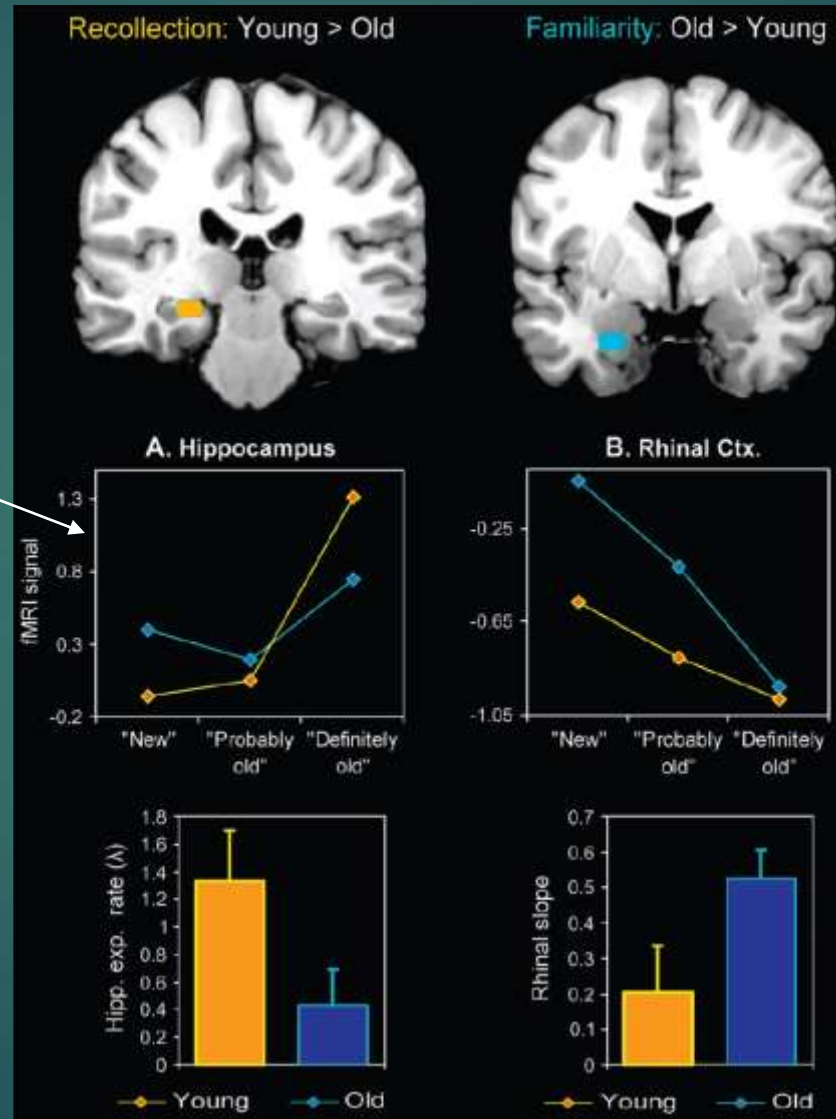 Recollection: Young > Old
Familiarity: Old > Young
A. Hippocampus
fMRI signal
1.3
0.8
0.3
-0.2
"New"
"Probably old"
"Definitely old"
B. Rhinal Ctx.
-0.25
-0.65
-1.05
"New"
"Probably old"
"Definitely old"
Hipp. exp. rate (λ)
1.8
1.6
1.4
1.2
1
0.8
0.6
0.4
0.2
0
Young
Old
Rhinal slope
0.7
0.6
0.5
0.4
0.3
0.2
0.1
0
Young
Old